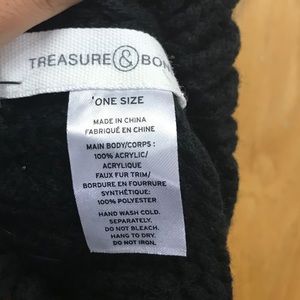 TREASURE & BON
ONE SIZE
MADE IN CHINA
FABRIQUÉ EN CHINE
MAIN BODY/CORPS :
100% ACRYLIC/
ACRYLIQUE
FAUX FUR TRIM/
BORDURE EN FOURRURE
SYNTHÉTIQUE:
100% POLYESTER
HAND WASH COLD.
SEPARATELY.
DO NOT BLEACH.
HANG TO DRY.
DO NOT IRON.